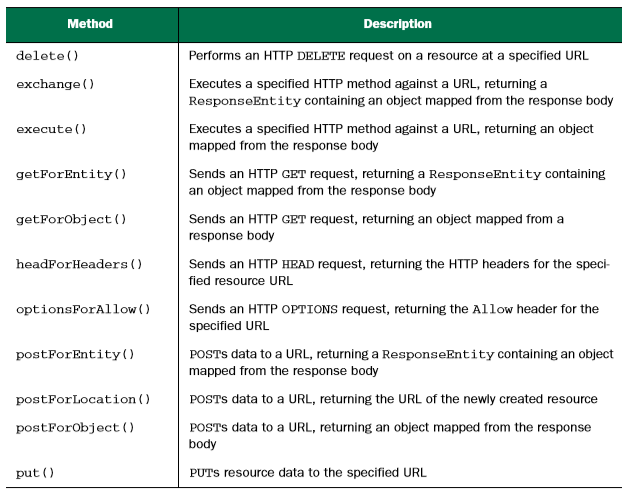 Method Description
delete() Performs an HTTP DELETE request on a resource at a specified URL
exchange() Executes a specified HTTP method against a URL, returning a
ResponseEntity containing an object mapped from the response body
execute() Executes a specified HTTP method against a URL, returning an object
mapped from the response body
getForEntity() Sends an HTTP GET request, returning a ResponseEntity containing
an object mapped from the response body
getForObject() Sends an HTTP GET request, returning an object mapped from a
response body
headForHeaders() Sends an HTTP HEAD request, returning the HTTP headers for the speci-
fied resource URL
optionsForAllow() Sends an HTTP OPTIONS request, returning the Allow header for the
specified URL
postForEntity() POSTs data to a URL, returning a ResponseEntity containing an object
mapped from the response body
postForLocation() POSTs data to a URL, returning the URL of the newly created resource
postForObject() POSTs data to a URL, returning an object mapped from the response
body
put() PUTs resource data to the specified URL